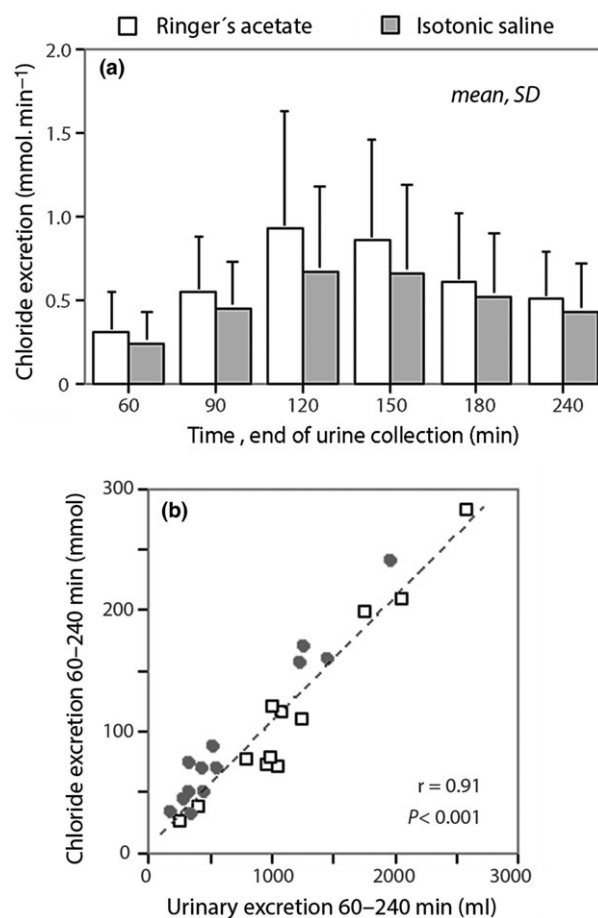 Ringer´s acetate
Isotonic saline
(a)
mean, SD
2.0
1.5
1.0
0.5
0
Chloride excretion (mmol.min⁻¹)
60 90 120 150 180 240
Time , end of urine collection (min)
(b)
300
200
100
0
Chloride excretion 60–240 min (mmol)
r = 0.91
P< 0.001
0 1000 2000 3000
Urinary excretion 60–240 min (ml)